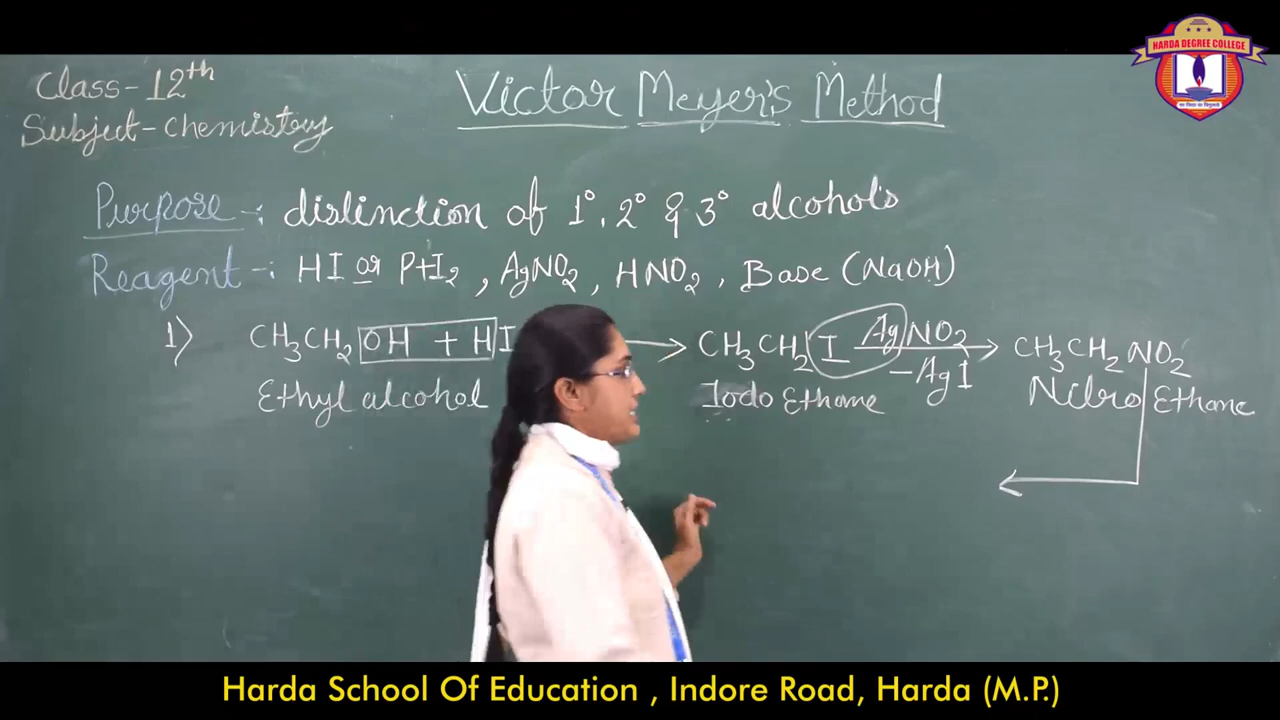 HARDA DEGREE COLLEGE
Class-12th
Subject-Chemistry
Victor Meyer's Method
Purpose -: distinction of 1°, 2° & 3° alcohol's
Reagent -: HI or PtI2, AgNO2, HNO2, Base (NaOH)
1) CH3CH2OH + HI → CH3CH2I AgNO2 → CH3CH2NO2
-AgI
Ethyl alcohol Iodo Ethane Nitro Ethane
Harda School Of Education , Indore Road, Harda (M.P.)